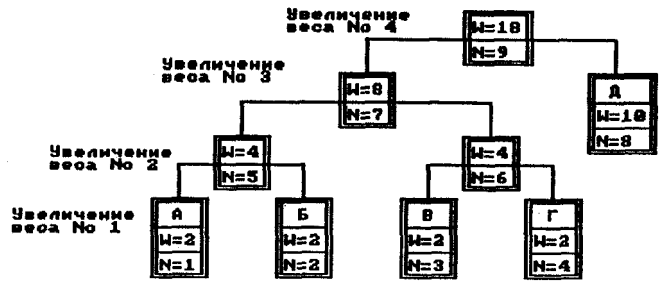 Увеличение
веса No 4
W=18
N=9
Увеличение
веса No 3
W=8
N=7
Д
W=10
N=8
Увеличение
веса No 2
W=4
N=5
W=4
N=6
Увеличение
веса No 1
А
W=2
N=1
Б
W=2
N=2
В
W=2
N=3
Г
W=2
N=4